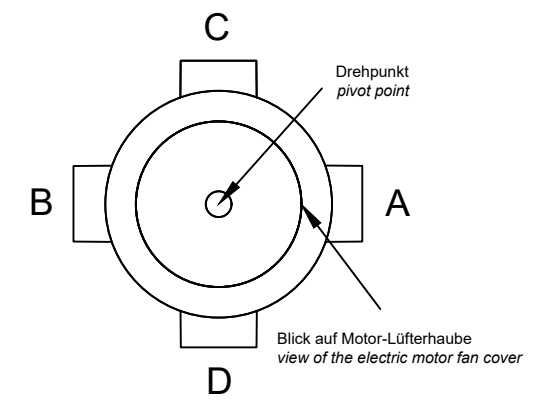 C
Drehpunkt
pivot point
B
A
Blick auf Motor-Lüfterhaube
view of the electric motor fan cover
D